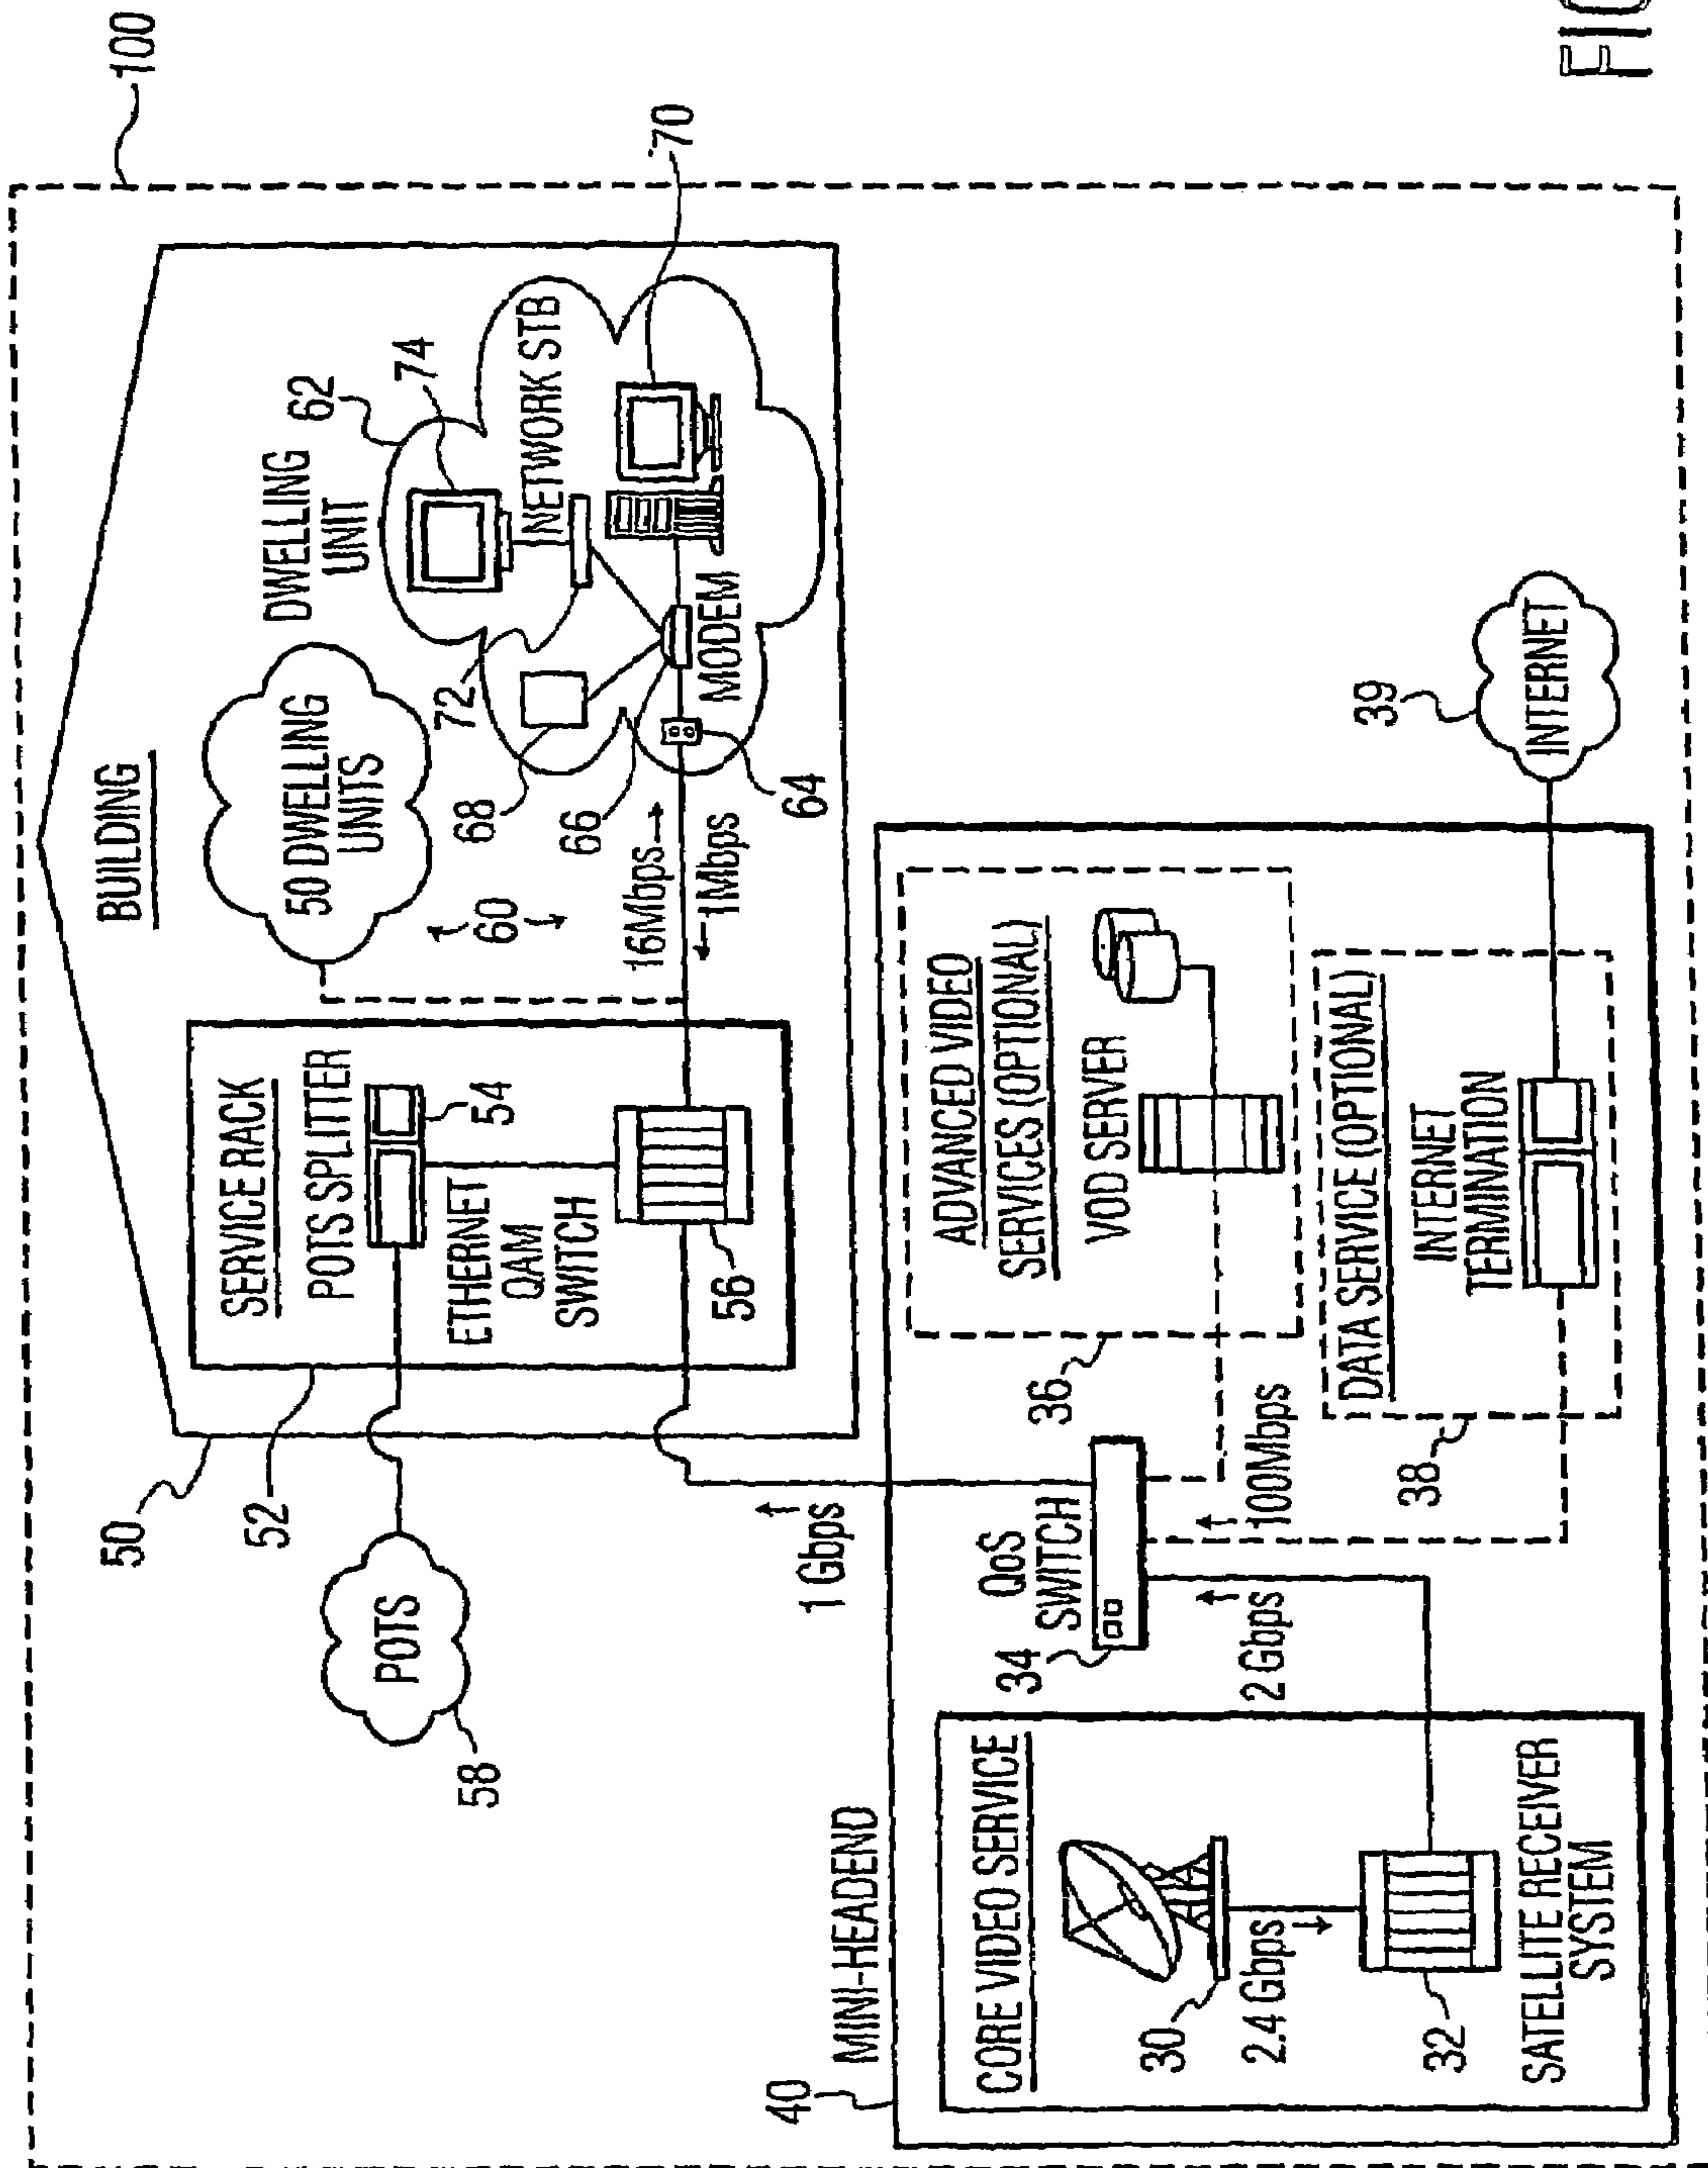 100
BUILDING
50 DWELLING
UNITS
DWELLING
UNIT
62
74
NETWORK STB
70
72
68
66
64
MODEM
60
16Mbps
1Mbps
SERVICE RACK
POTS SPLITTER
54
ETHERNET
QAM
SWITCH
56
50
52
POTS
58
1 Gbps
MINI-HEADEND
40
CORE VIDEO SERVICE
30
2.4 Gbps
32
SATELLITE RECEIVER
SYSTEM
QoS
SWITCH
34
2 Gbps
100Mbps
36
ADVANCED VIDEO
SERVICES (OPTIONAL)
VOD SERVER
38
DATA SERVICE (OPTIONAL)
INTERNET
TERMINATION
39
INTERNET